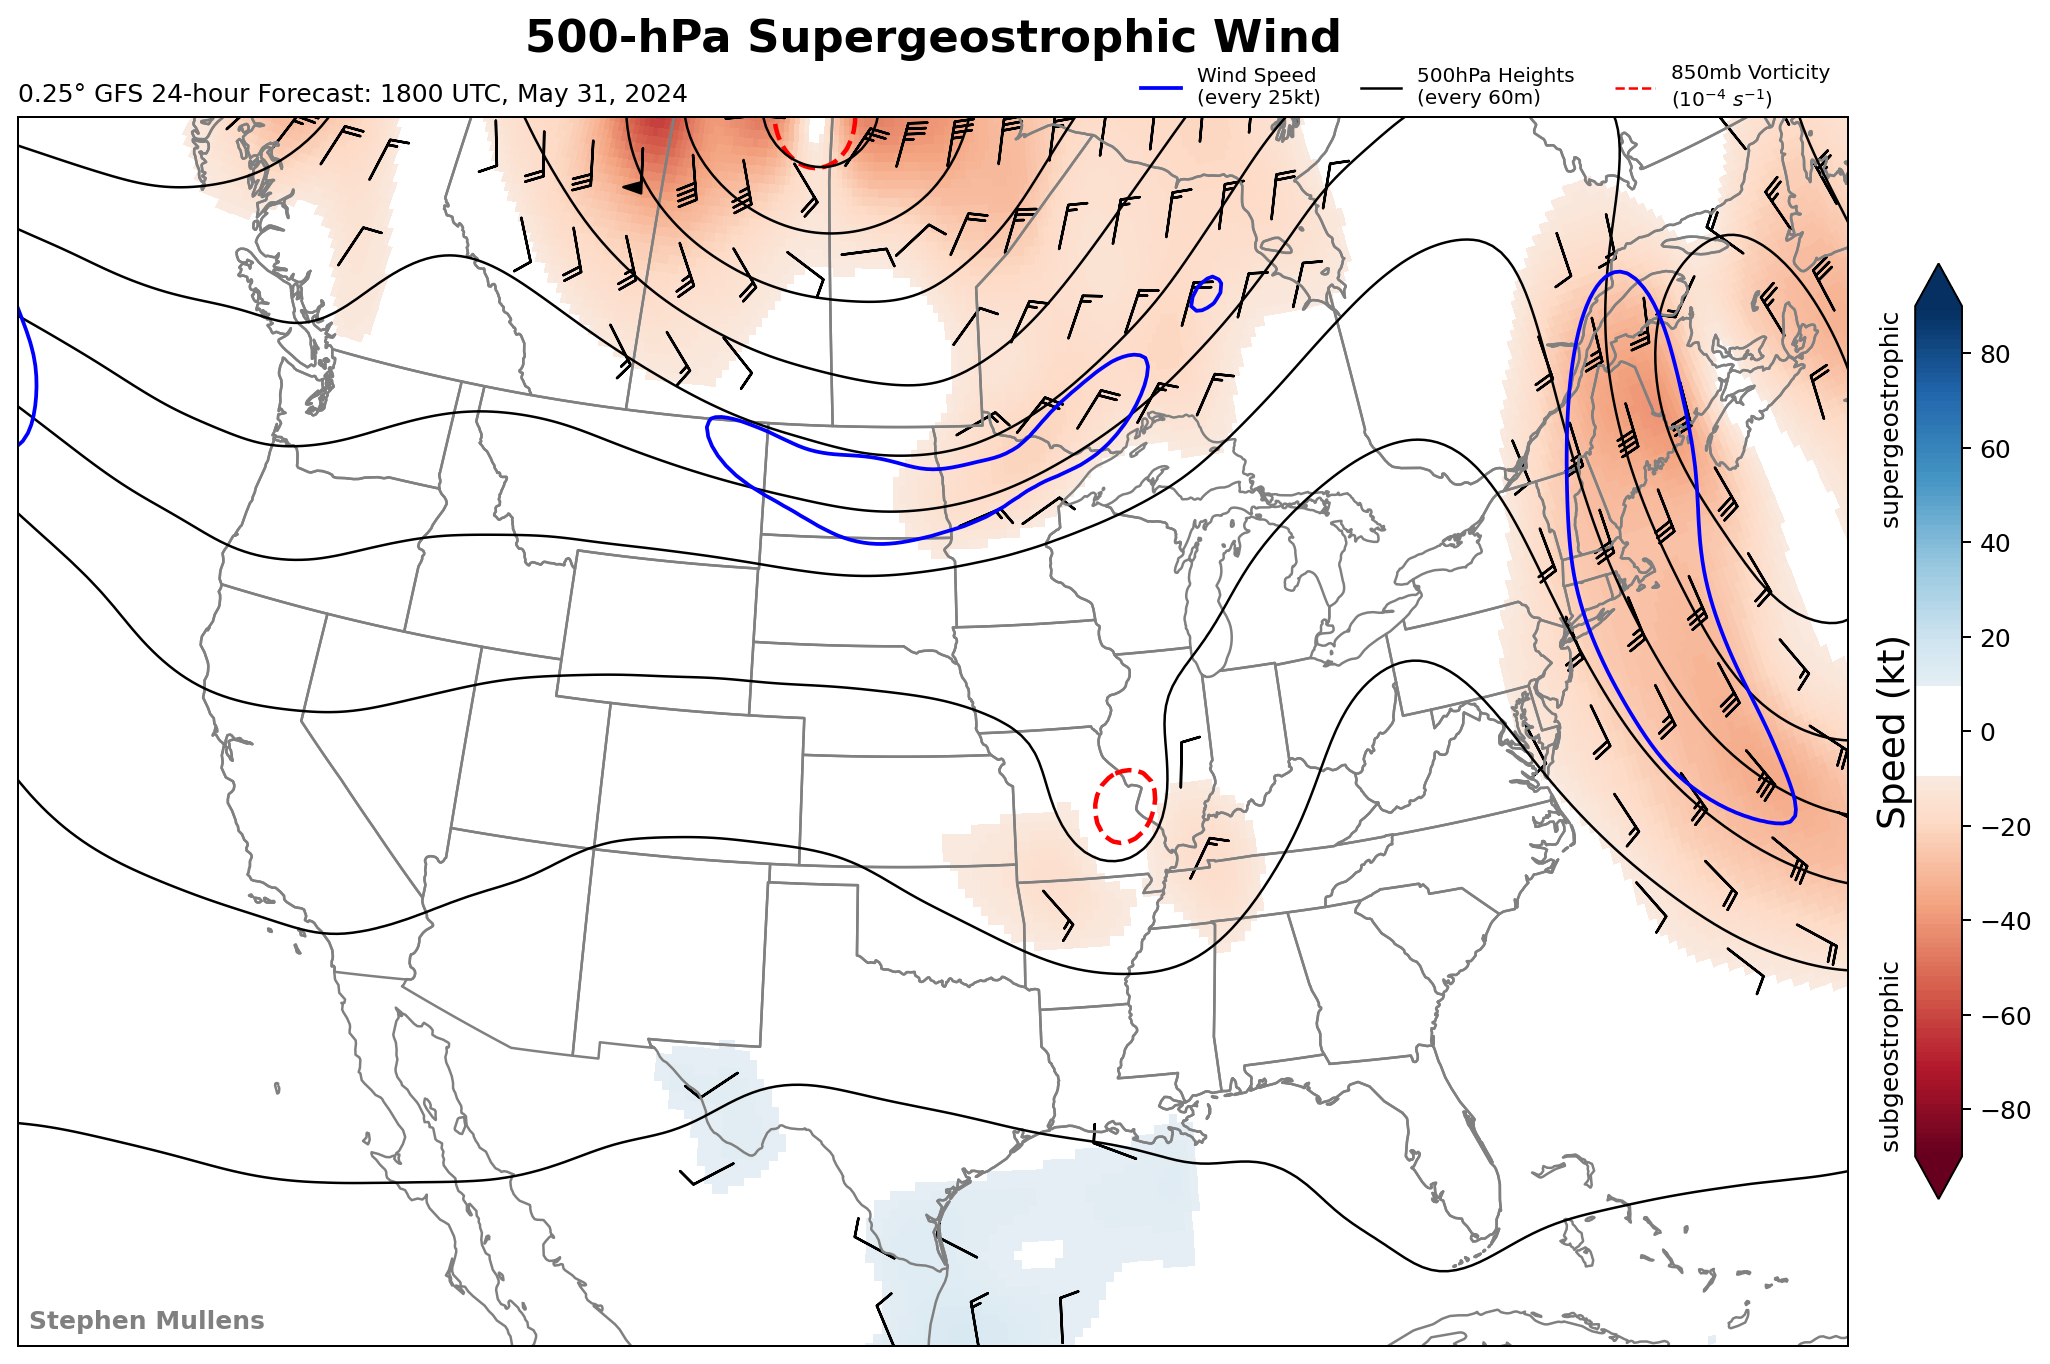 500-hPa Supergeostrophic Wind
0.25° GFS 24-hour Forecast: 1800 UTC, May 31, 2024
Wind Speed
(every 25kt)
500hPa Heights
(every 60m)
850mb Vorticity
(10⁻⁴ s⁻¹)
supergeostrophic
Speed (kt)
subgeostrophic
80
60
40
20
0
−20
−40
−60
−80
Stephen Mullens